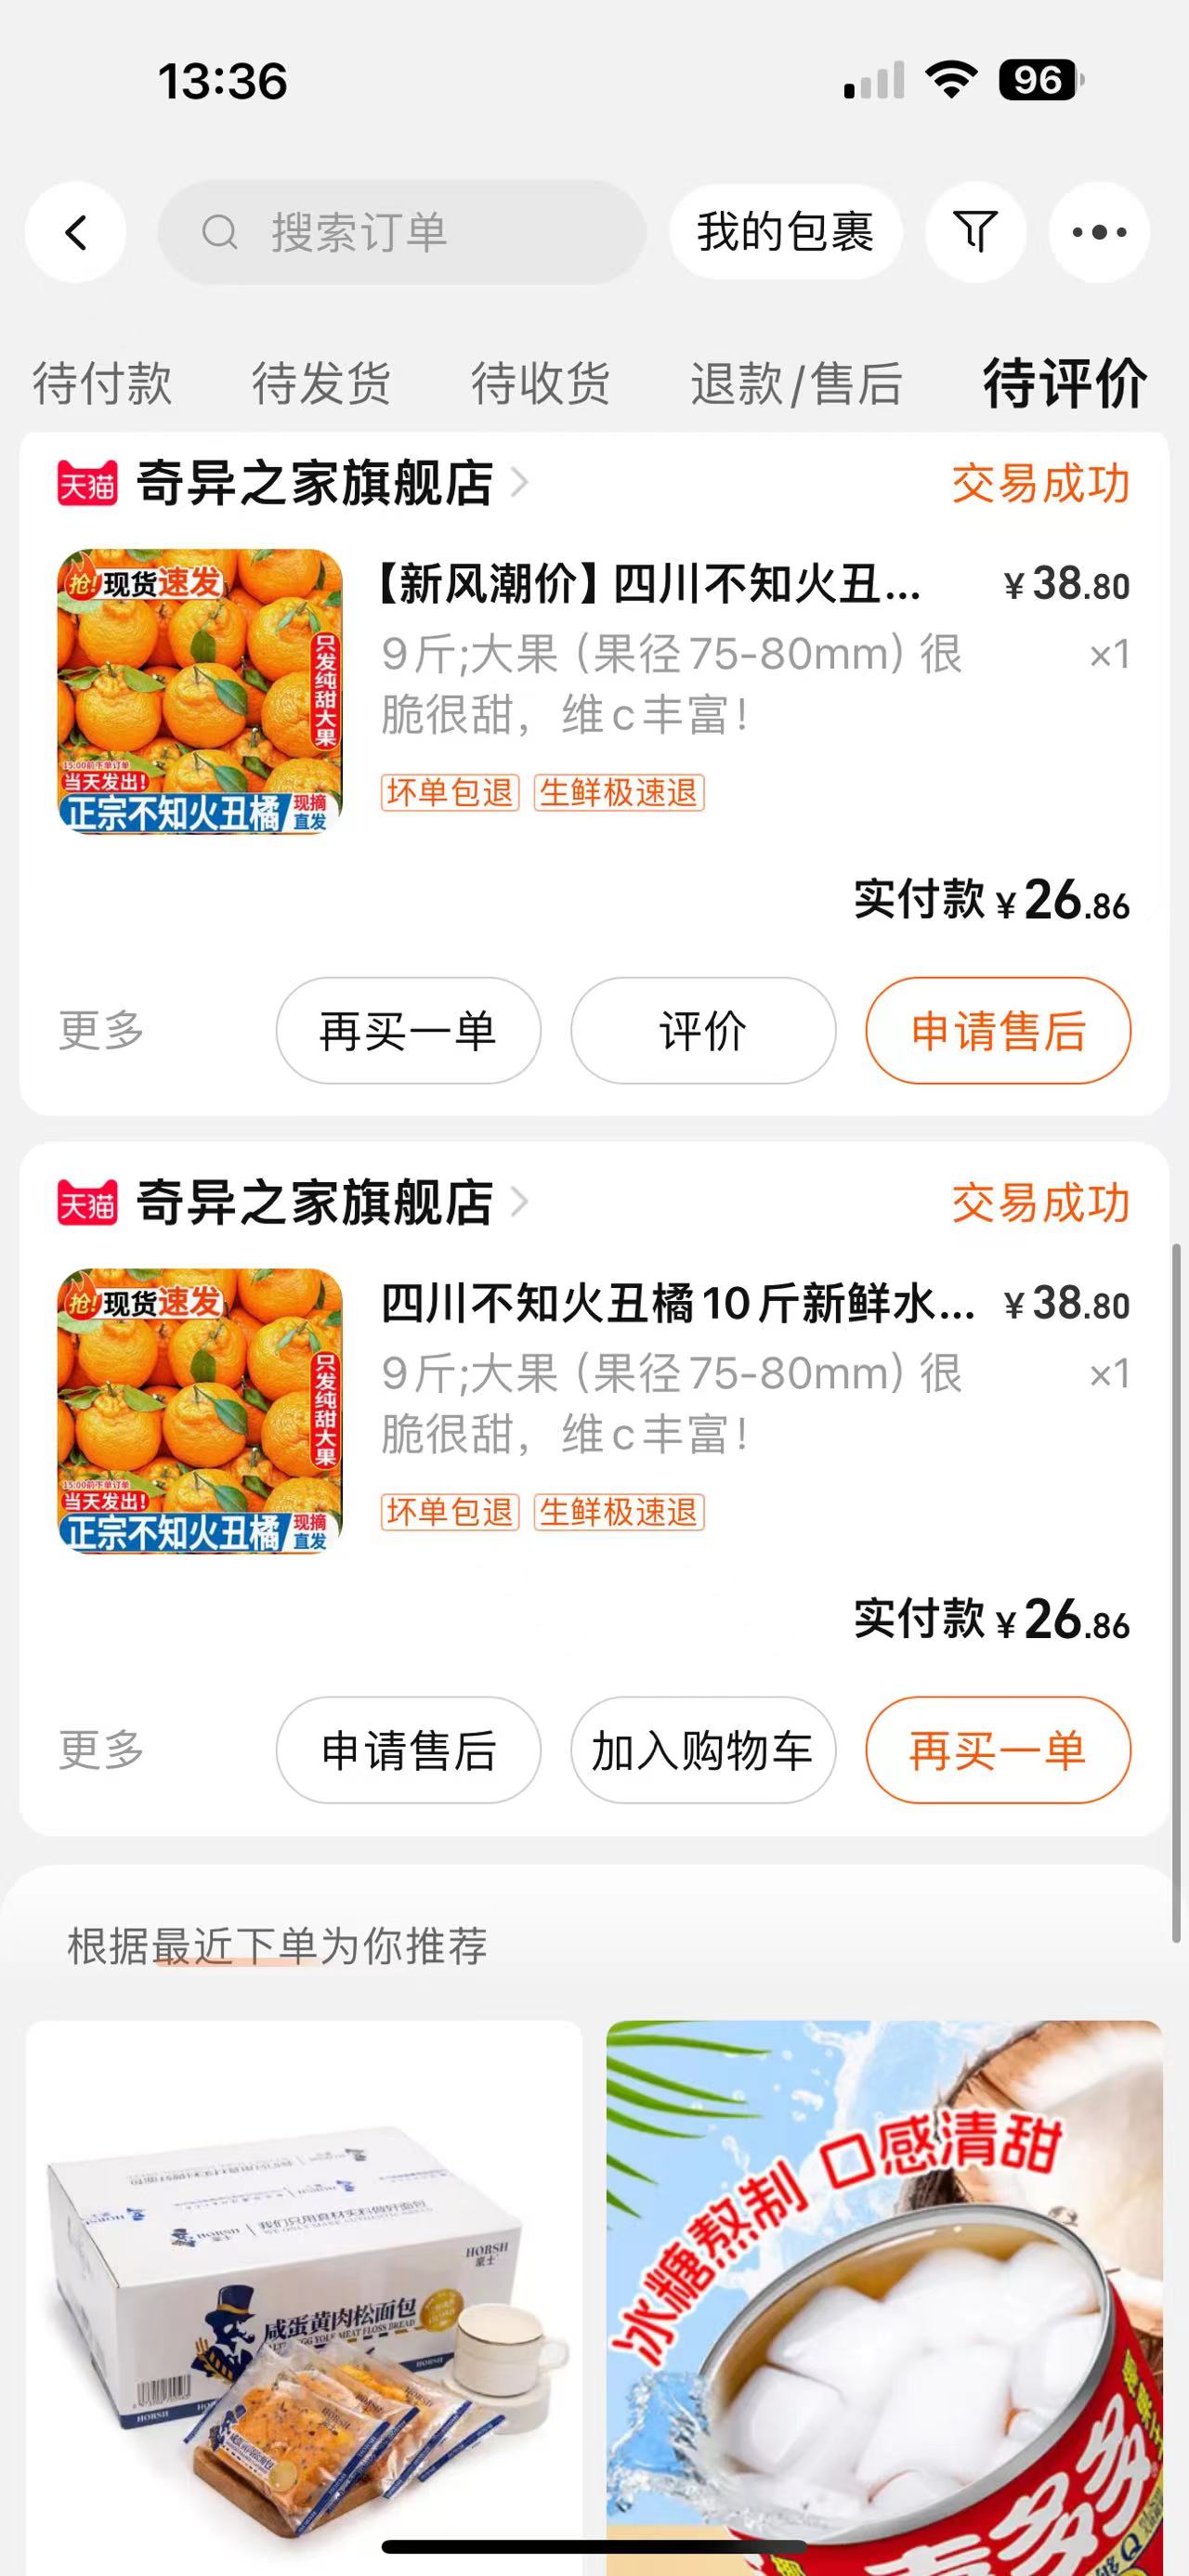 13:36
96
搜索订单
我的包裹
待付款
待发货
待收货
退款/售后
待评价
天猫
奇异之家旗舰店
交易成功
抢!现货速发
只发纯甜大果
15:00前下单订单
当天发出!
正宗不知火丑橘
现摘
直发
【新风潮价】四川不知火丑...
¥38.80
9斤;大果（果径75-80mm）很
×1
脆很甜，维c丰富！
坏单包退
生鲜极速退
实付款¥26.86
更多
再买一单
评价
申请售后
天猫
奇异之家旗舰店
交易成功
抢!现货速发
只发纯甜大果
15:00前下单订单
当天发出!
正宗不知火丑橘
现摘
直发
四川不知火丑橘10斤新鲜水...
¥38.80
9斤;大果（果径75-80mm）很
×1
脆很甜，维c丰富！
坏单包退
生鲜极速退
实付款¥26.86
更多
申请售后
加入购物车
再买一单
根据最近下单为你推荐
HORSH
豪士
咸蛋黄肉松面包
HORSH
冰糖熬制 口感清甜
喜多多